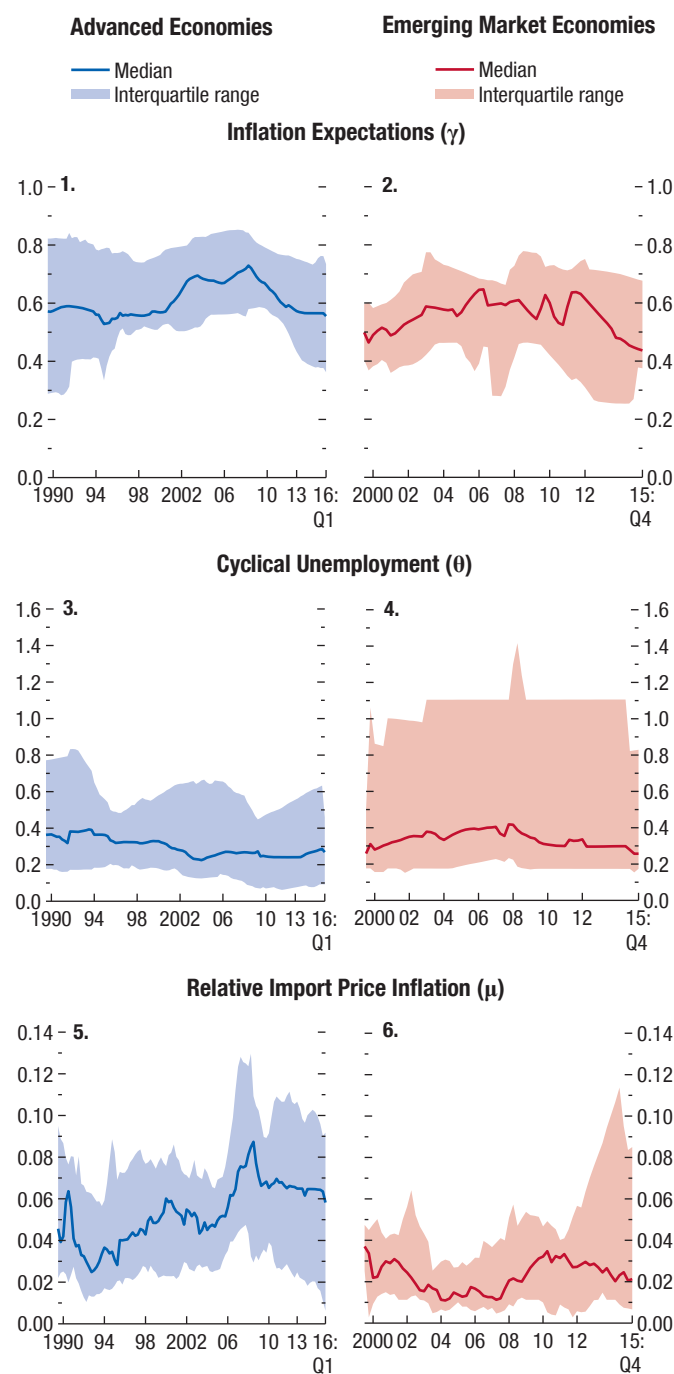 Advanced Economies
Emerging Market Economies
Median
Interquartile range
Median
Interquartile range
Inflation Expectations (γ)
1.
1.0
0.8
0.6
0.4
0.2
0.0
1990 94 98 2002 06 10 13 16:
Q1
2.
1.0
0.8
0.6
0.4
0.2
0.0
2000 02 04 06 08 10 12 15:
Q4
Cyclical Unemployment (θ)
3.
1.6
1.4
1.2
1.0
0.8
0.6
0.4
0.2
0.0
1990 94 2002 06 10 13 16:
Q1
4.
1.6
1.4
1.2
1.0
0.8
0.6
0.4
0.2
0.0
2000 02 04 06 08 10 12 15:
Q4
Relative Import Price Inflation (μ)
5.
0.14
0.12
0.10
0.08
0.06
0.04
0.02
0.00
1990 94 98 2002 06 10 13 16:
Q1
6.
0.14
0.12
0.10
0.08
0.06
0.04
0.02
0.00
2000 02 04 06 08 10 12 15:
Q4